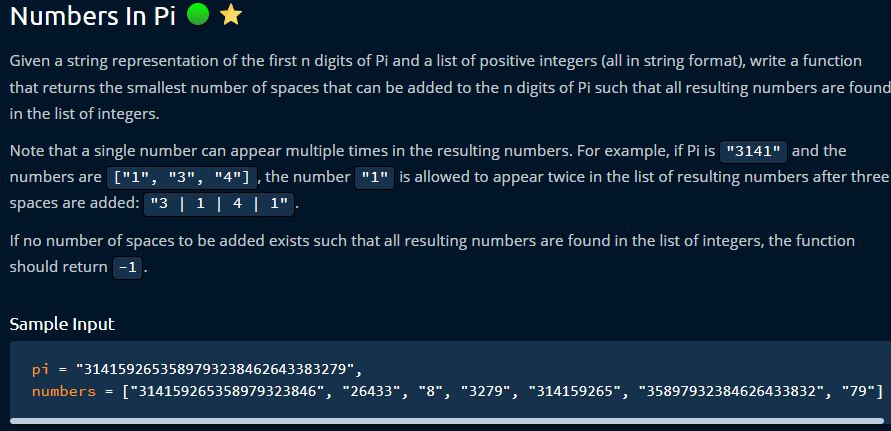 Numbers In Pi
Given a string representation of the first n digits of Pi and a list of positive integers (all in string format), write a function
that returns the smallest number of spaces that can be added to the n digits of Pi such that all resulting numbers are found
in the list of integers.
Note that a single number can appear multiple times in the resulting numbers. For example, if Pi is "3141" and the
numbers are ["1", "3", "4"], the number "1" is allowed to appear twice in the list of resulting numbers after three
spaces are added: "3 | 1 | 4 | 1".
If no number of spaces to be added exists such that all resulting numbers are found in the list of integers, the function
should return -1.
Sample Input
pi = "3141592653589793238462643383279",
numbers = ["314159265358979323846", "26433", "8", "3279", "314159265", "35897932384626433832", "79"]